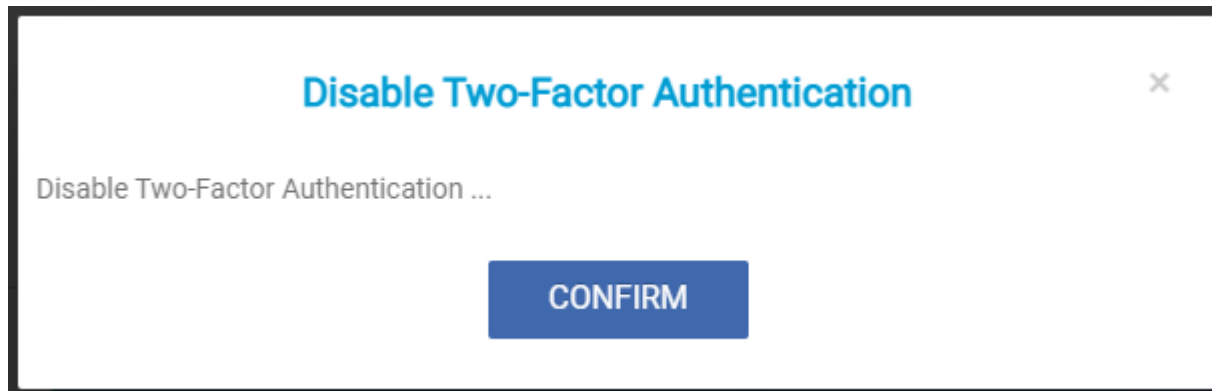 Disable Two-Factor Authentication
×
Disable Two-Factor Authentication ...
CONFIRM